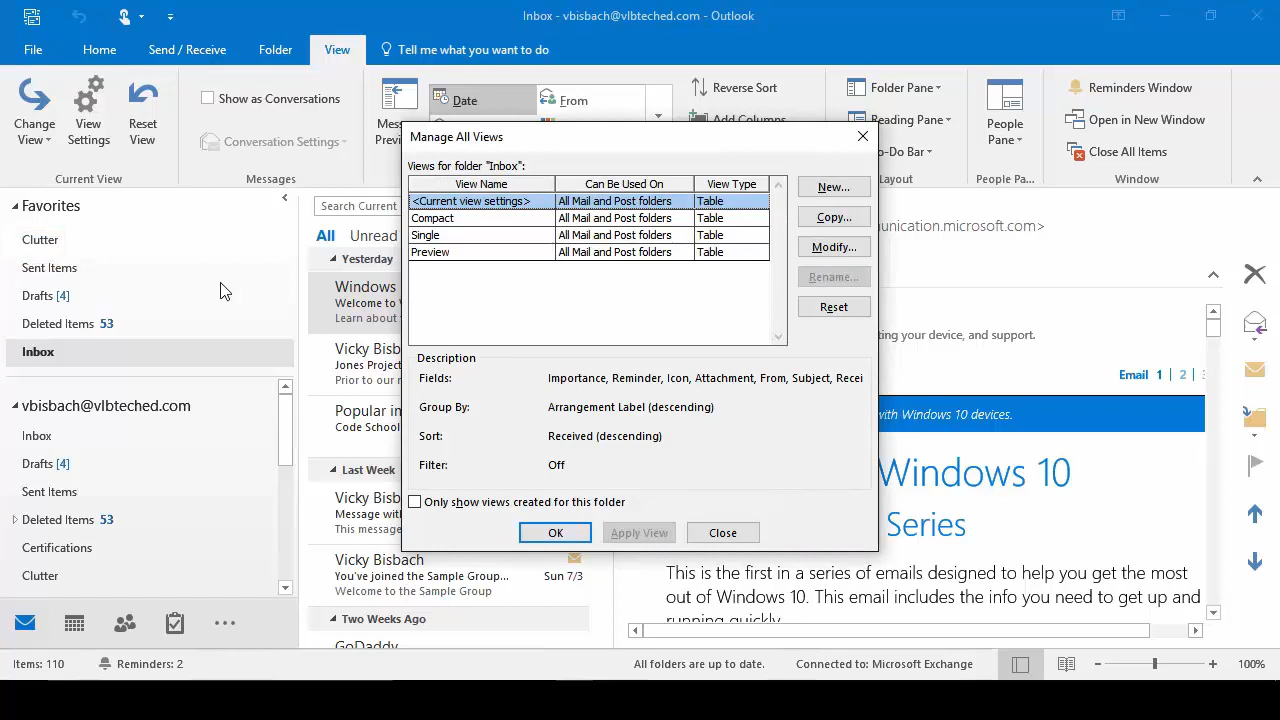 Inbox - vbisbach@vlbteched.com - Outlook
File Home Send / Receive Folder View Tell me what you want to do
Change View
View Settings
Reset View
Current View
Show as Conversations
Conversation Settings
Messages
Date
From
Reverse Sort
Add Columns
Folder Pane
Reading Pane
Layout
People Pane
People Pa...
Reminders Window
Open in New Window
Close All Items
Window
Favorites
Clutter
Sent Items
Drafts [4]
Deleted Items 53
Inbox
vbisbach@vlbteched.com
Inbox
Drafts [4]
Sent Items
Deleted Items 53
Certifications
Clutter
Search Current
All Unread
Yesterday
Windows
Learn about
Jones Project
Prior to our
Popular in
Code School
Last Week
Message with
This message
Vicky Bisbach
You've joined the Sample Group...
Sun 7/3
Welcome to the Sample Group
Two Weeks Ago
GoDaddy
Manage All Views
Views for folder "Inbox":
View Name Can Be Used On View Type
<Current view settings> All Mail and Post folders Table
Compact All Mail and Post folders Table
Single All Mail and Post folders Table
Preview All Mail and Post folders Table
New...
Copy...
Modify...
Rename...
Reset
Description
Fields: Importance, Reminder, Icon, Attachment, From, Subject, Recei
Group By: Arrangement Label (descending)
Sort: Received (descending)
Filter: Off
Only show views created for this folder
OK Apply View Close
.microsoft.com>
your device, and support.
Email 1 | 2 |
with Windows 10 devices.
Windows 10
Series
This is the first in a series of emails designed to help you get the most
out of Windows 10. This email includes the info you need to get up and
running quickly.
Items: 110 Reminders: 2 All folders are up to date. Connected to: Microsoft Exchange 100%